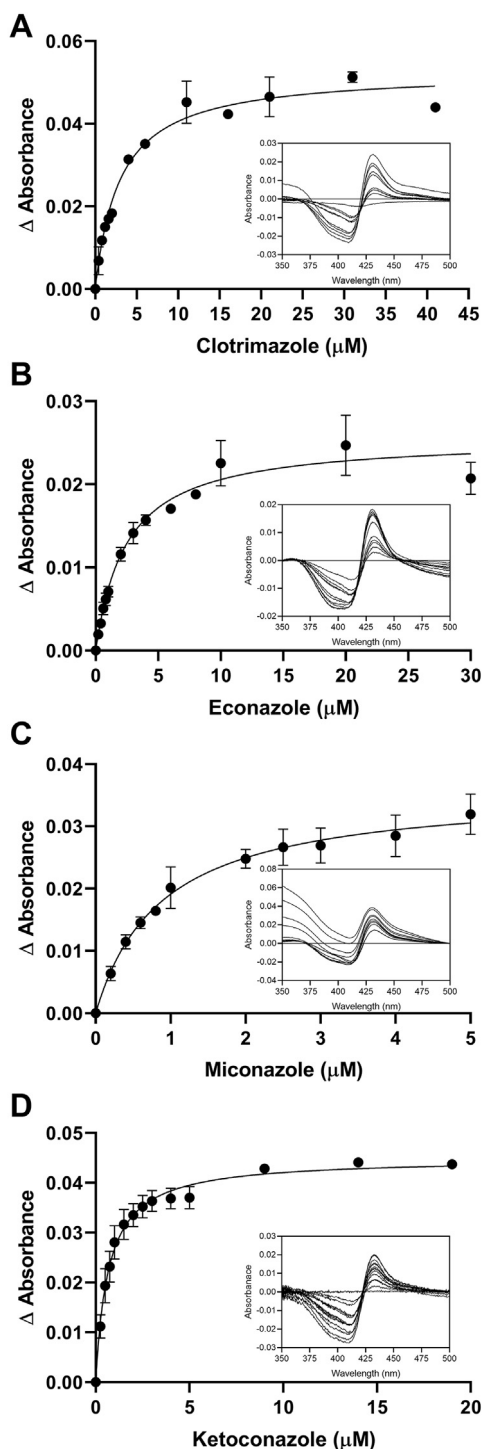 A
Δ Absorbance
0.06
0.04
0.02
0.00
0 5 10 15 20 25 30 35 40 45
Clotrimazole (μM)
Absorbance
0.03
0.02
0.01
0.00
-0.01
-0.02
-0.03
350 375 400 425 450 475 500
Wavelength (nm)
B
Δ Absorbance
0.03
0.02
0.01
0.00
0 5 10 15 20 25 30
Econazole (μM)
Absorbance
0.02
0.01
0.00
-0.01
-0.02
350 375 400 425 450 475 500
Wavelength (nm)
C
Δ Absorbance
0.04
0.03
0.02
0.01
0.00
0 1 2 3 4 5
Miconazole (μM)
Absorbance
0.08
0.06
0.04
0.02
0.00
-0.02
-0.04
350 375 400 425 450 475 500
Wavelength (nm)
D
Δ Absorbance
0.05
0.04
0.03
0.02
0.01
0.00
0 5 10 15 20
Ketoconazole (μM)
Absorbance
0.03
0.02
0.01
0.00
-0.01
-0.02
-0.03
350 375 400 425 450 475 500
Wavelength (nm)